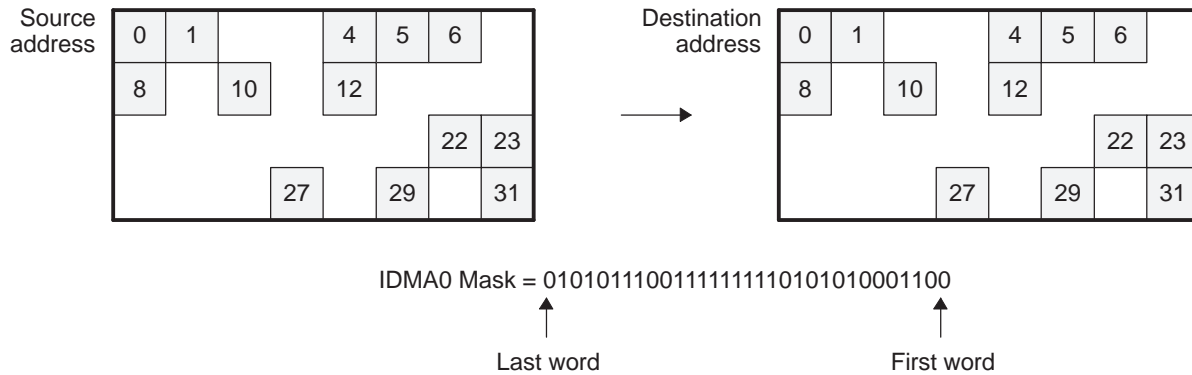 Source
address
0 1 4 5 6
8 10 12
22 23
27 29 31
Destination
address
0 1 4 5 6
8 10 12
22 23
27 29 31
IDMA0 Mask = 01010111001111111110101010001100
Last word
First word